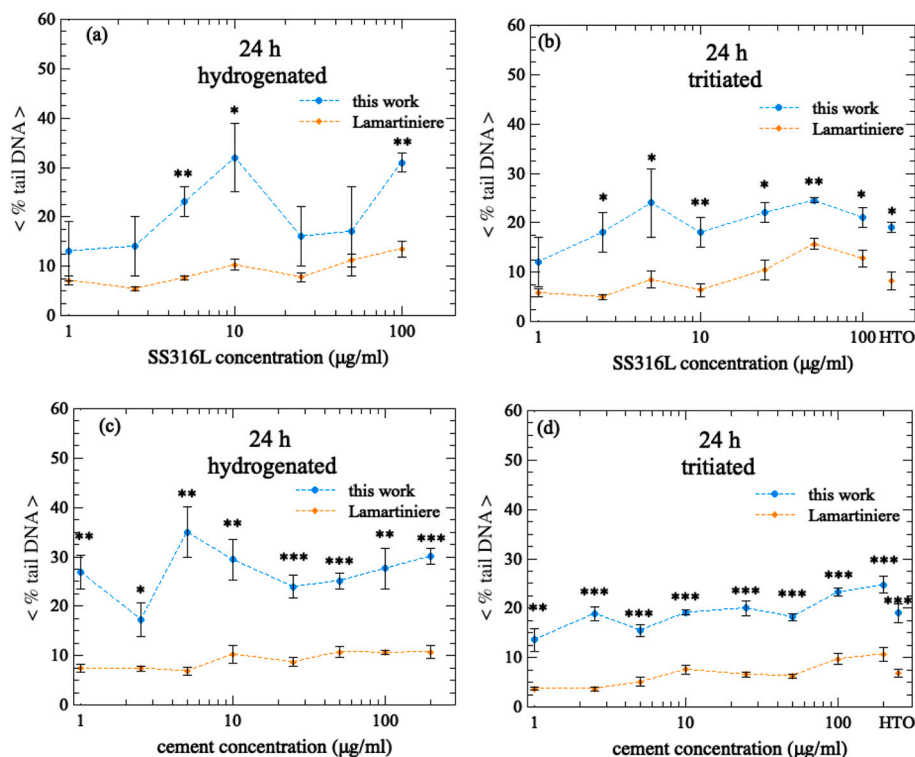 (a)
24 h
hydrogenated
this work
Lamartiniere
< % tail DNA >
60
50
40
30
20
10
0
*
**
*
**
1
10
100
SS316L concentration (μg/ml)
(b)
24 h
tritiated
this work
Lamartiniere
< % tail DNA >
60
50
40
30
20
10
0
*
*
**
*
**
*
*
1
10
100
HTO
SS316L concentration (μg/ml)
(c)
24 h
hydrogenated
this work
Lamartiniere
< % tail DNA >
60
50
40
30
20
10
0
**
*
**
**
***
***
**
***
1
10
100
cement concentration (μg/ml)
(d)
24 h
tritiated
this work
Lamartiniere
< % tail DNA >
60
50
40
30
20
10
0
**
***
***
***
***
***
***
***
***
1
10
100
HTO
cement concentration (μg/ml)